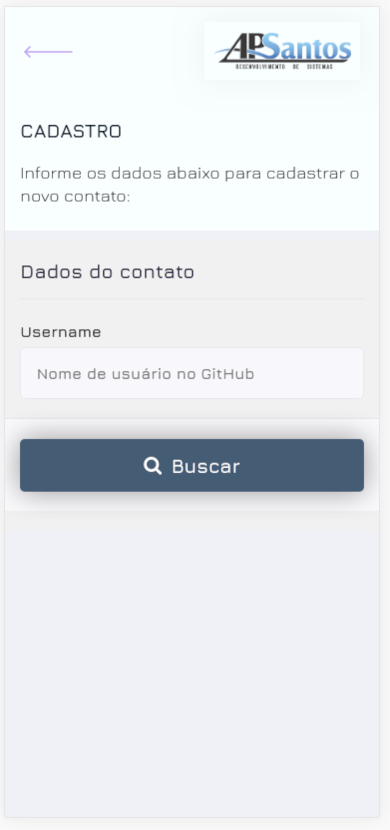 APSantos
DESENVOLVIMENTO DE SISTEMAS
CADASTRO
Informe os dados abaixo para cadastrar o
novo contato:
Dados do contato
Username
Nome de usuário no GitHub
Buscar